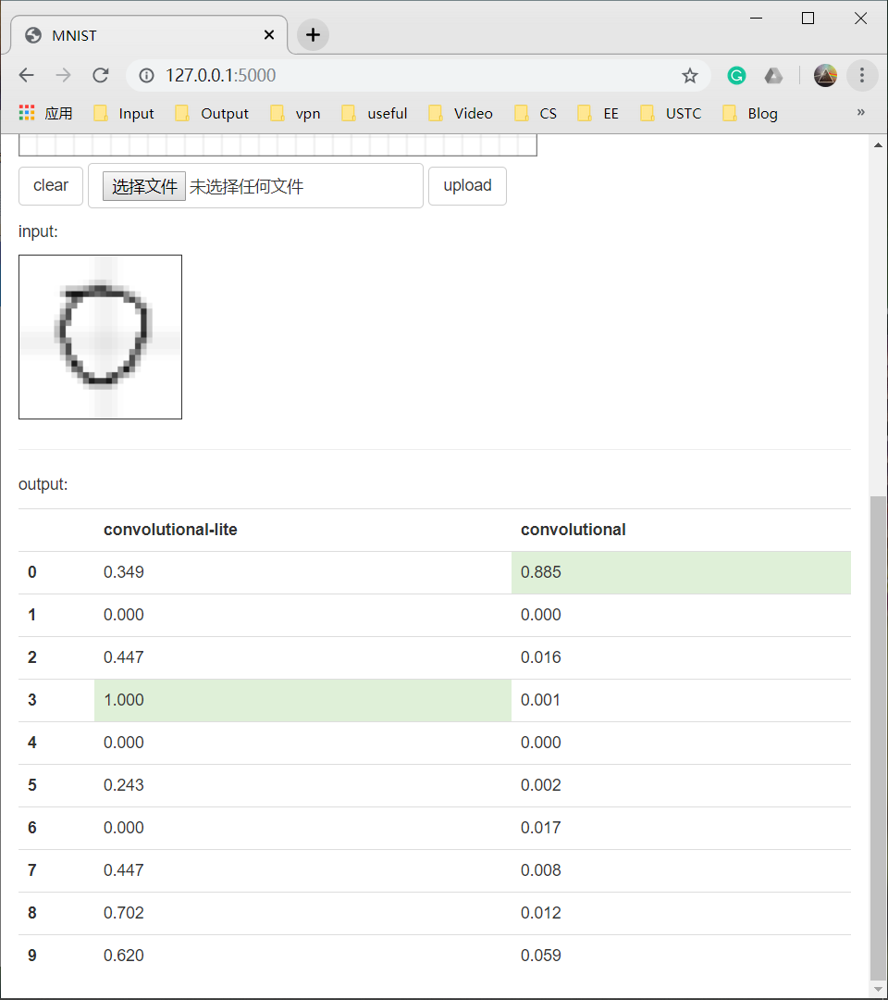 MNIST
127.0.0.1:5000
应用 Input Output vpn useful Video CS EE USTC Blog »
clear 选择文件 未选择任何文件 upload
input:
output:
convolutional-lite convolutional
0 0.349 0.885
1 0.000 0.000
2 0.447 0.016
3 1.000 0.001
4 0.000 0.000
5 0.243 0.002
6 0.000 0.017
7 0.447 0.008
8 0.702 0.012
9 0.620 0.059